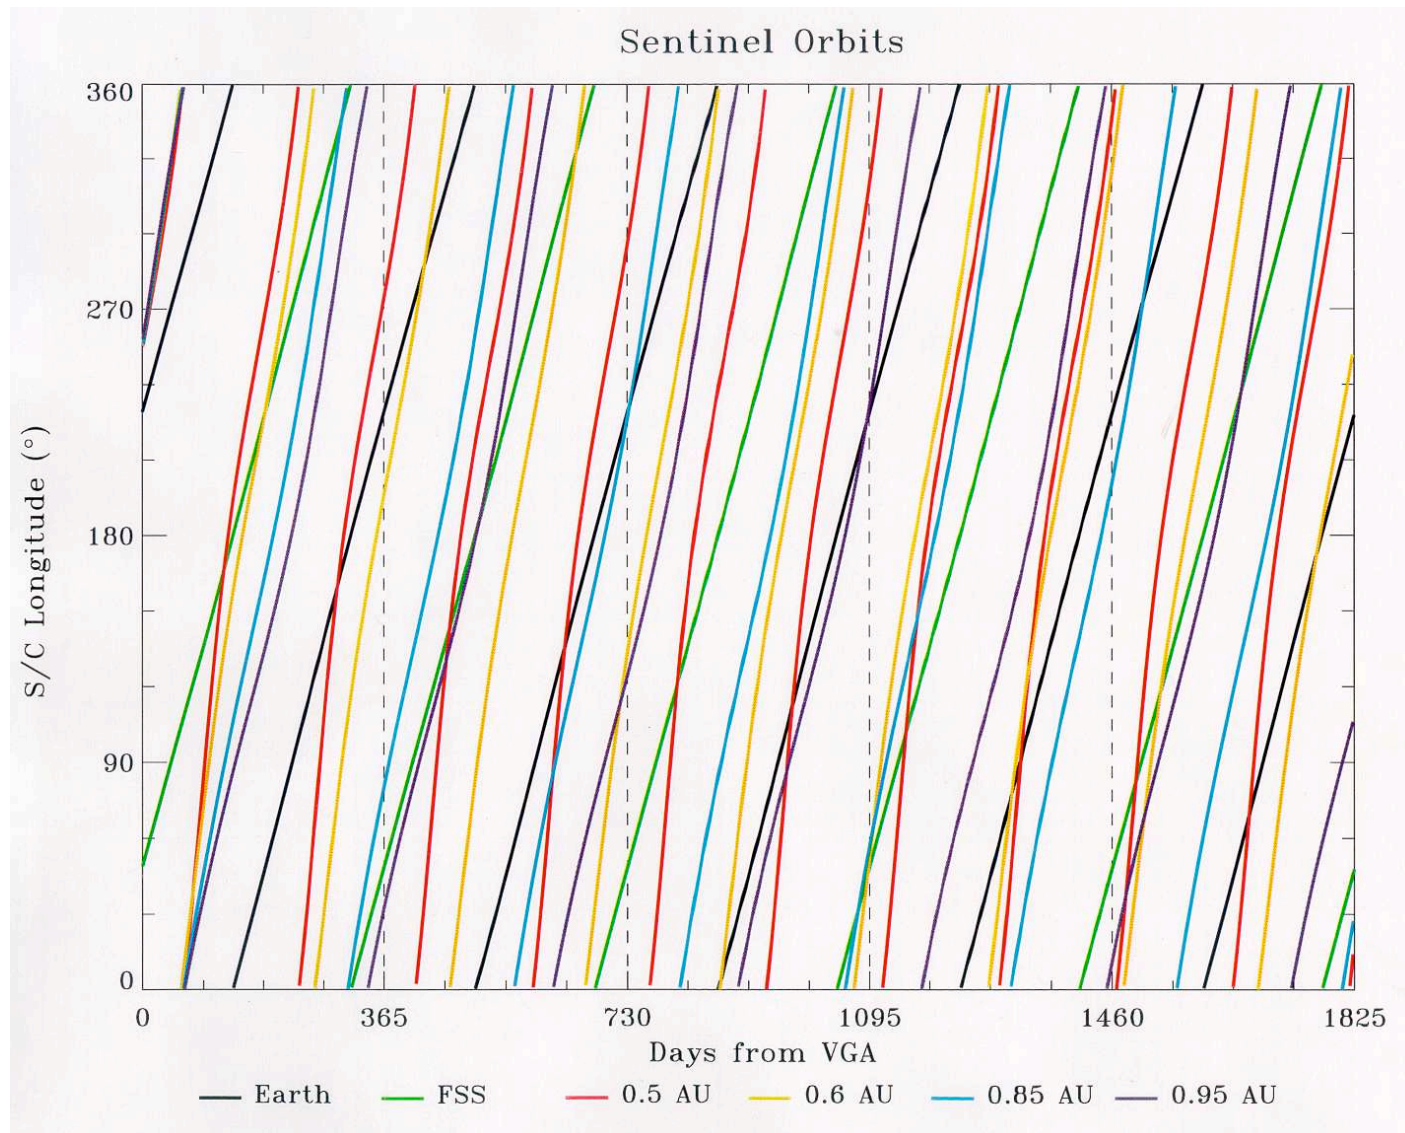 Sentinel Orbits
360
270
180
90
0
S/C Longitude (°)
0 365 730 1095 1460 1825
Days from VGA
Earth FSS 0.5 AU 0.6 AU 0.85 AU 0.95 AU